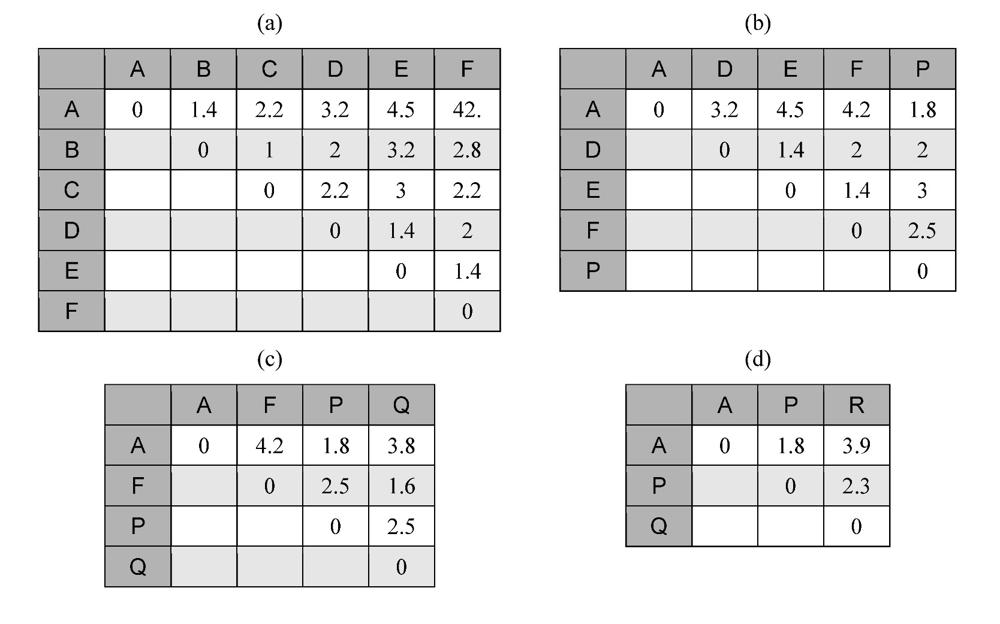 (a)
A B C D E F
A 0 1.4 2.2 3.2 4.5 42.
B 0 1 2 3.2 2.8
C 0 2.2 3 2.2
D 0 1.4 2
E 0 1.4
F 0
(b)
A D E F P
A 0 3.2 4.5 4.2 1.8
D 0 1.4 2 2
E 0 1.4 3
F 0 2.5
P 0
(c)
A F P Q
A 0 4.2 1.8 3.8
F 0 2.5 1.6
P 0 2.5
Q 0
(d)
A P R
A 0 1.8 3.9
P 0 2.3
Q 0